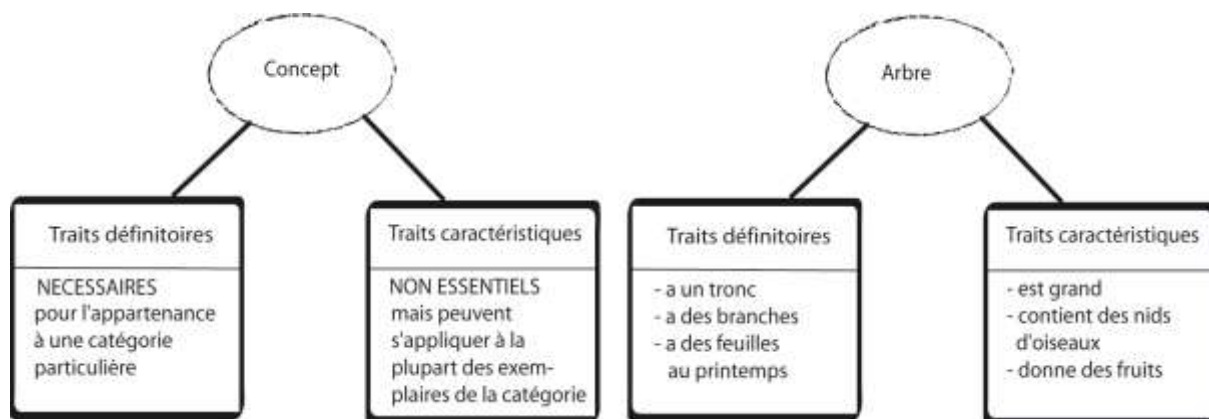 Concept
Traits définitoires
NECESSAIRES
pour l'appartenance
à une catégorie
particulière
Traits caractéristiques
NON ESSENTIELS
mais peuvent
s'appliquer à la
plupart des exem-
plaires de la catégorie
Arbre
Traits définitoires
- a un tronc
- a des branches
- a des feuilles
au printemps
Traits caractéristiques
- est grand
- contient des nids
d'oiseaux
- donne des fruits